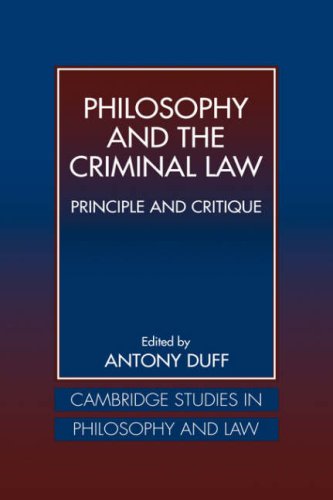 PHILOSOPHY
AND THE
CRIMINAL LAW
PRINCIPLE AND CRITIQUE
Edited by
ANTONY DUFF
CAMBRIDGE STUDIES IN
PHILOSOPHY AND LAW